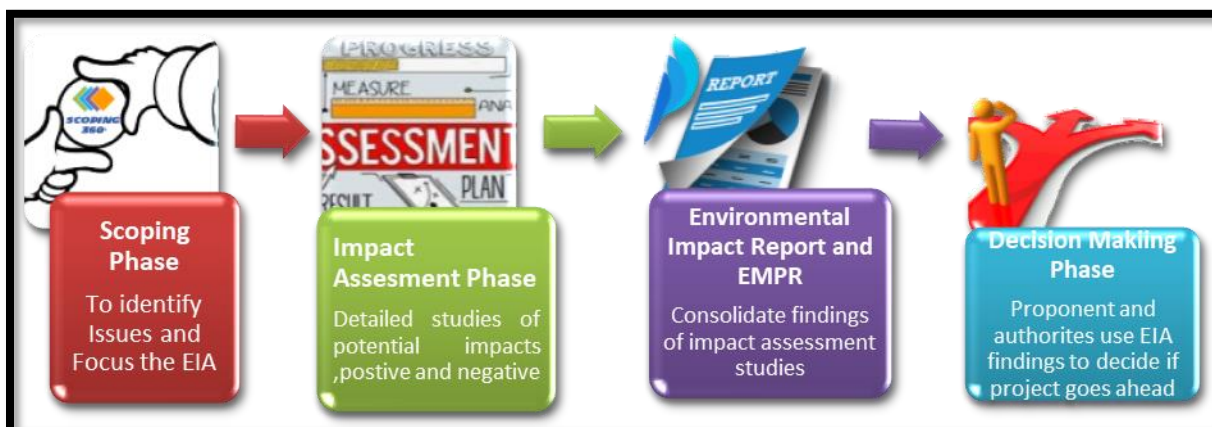 SCOPING
360°
Scoping
Phase
To identify
Issues and
Focus the EIA
PROGRESS
MEASURE
ANA
SSESSMENT
PLAN
RESULT
Impact
Assesment Phase
Detailed studies of
potential impacts
,postive and negative
REPORT
Environmental
Impact Report and
EMPR
Consolidate findings
of impact assessment
studies
Decision Makiing
Phase
Proponent and
authorites use EIA
findings to decide if
project goes ahead